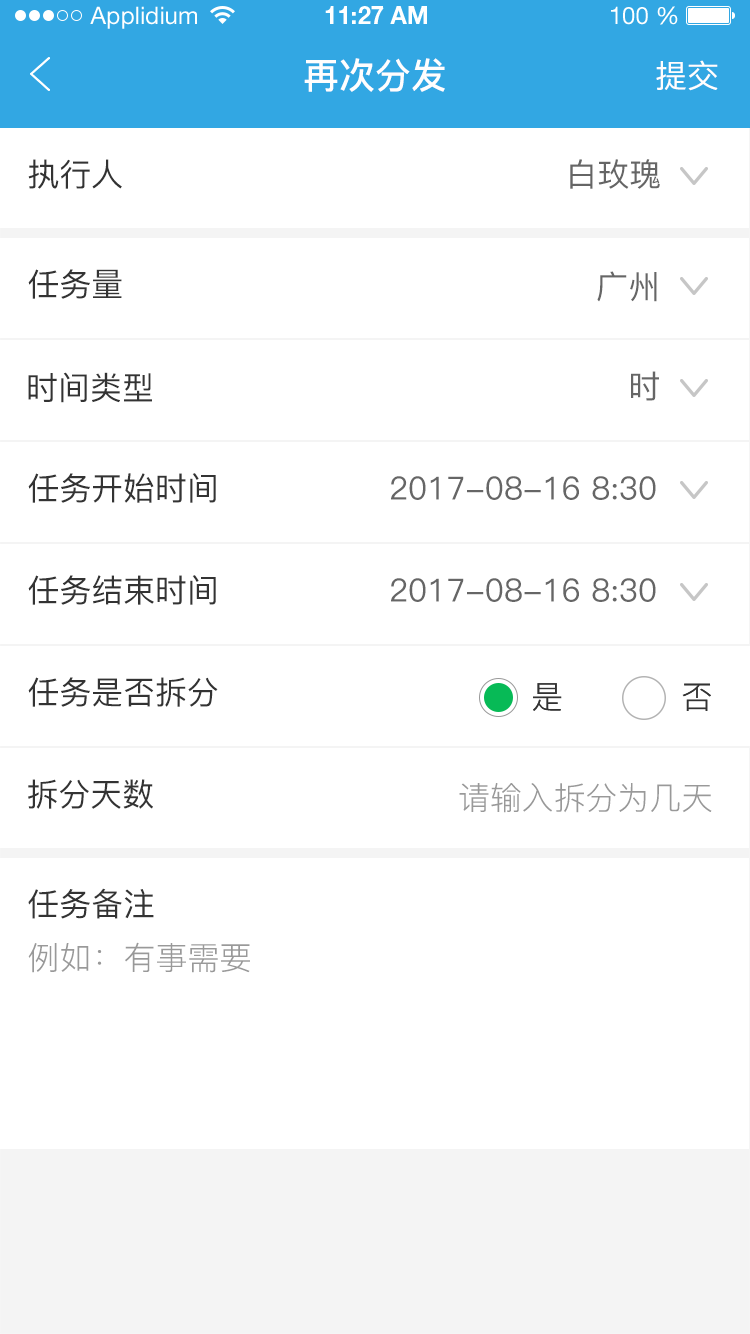 Applidium 11:27 AM 100 %
再次分发 提交
执行人 白玫瑰
任务量 广州
时间类型 时
任务开始时间 2017-08-16 8:30
任务结束时间 2017-08-16 8:30
任务是否拆分 是 否
拆分天数 请输入拆分为几天
任务备注
例如：有事需要